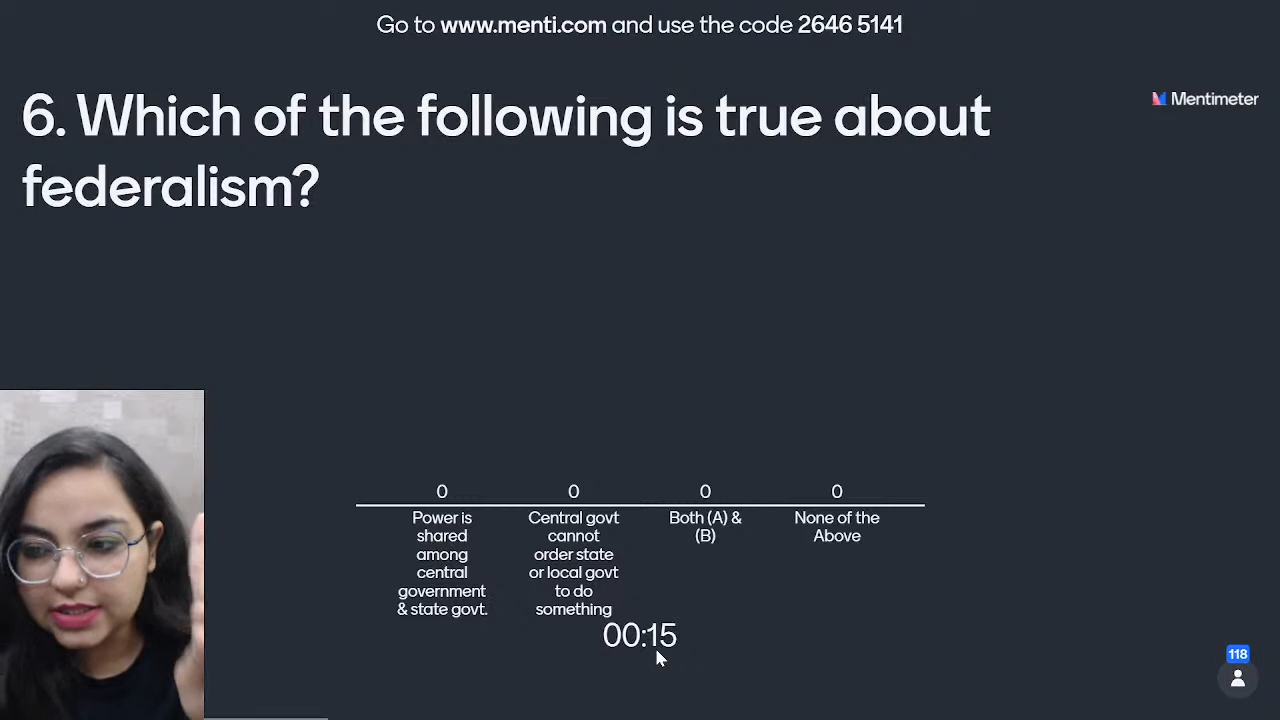 Go to www.menti.com and use the code 2646 5141
Mentimeter
6. Which of the following is true about
federalism?
0
0
0
0
Power is
shared
among
central
government
& state govt.
Central govt
cannot
order state
or local govt
to do
something
Both (A) &
(B)
None of the
Above
00:15
118